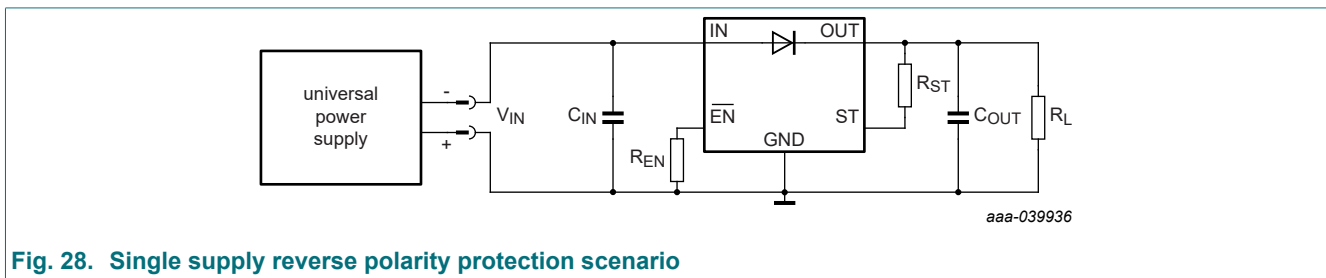 universal
power
supply
-
+
V_IN
C_IN
R_EN
IN
OUT
E̅N̅
ST
GND
R_ST
C_OUT
R_L
aaa-039936
Fig. 28. Single supply reverse polarity protection scenario